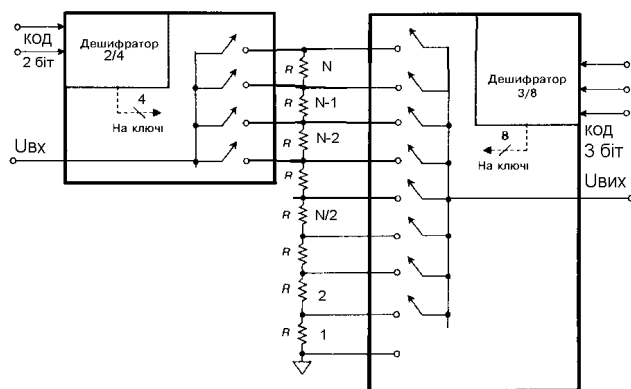 КОД
2 біт
Дешифратор
2/4
4
На ключі
Uвх
R
N
R
N-1
R
N-2
R
R
N/2
R
R
2
R
1
Дешифратор
3/8
8
На ключі
КОД
3 біт
Uвих